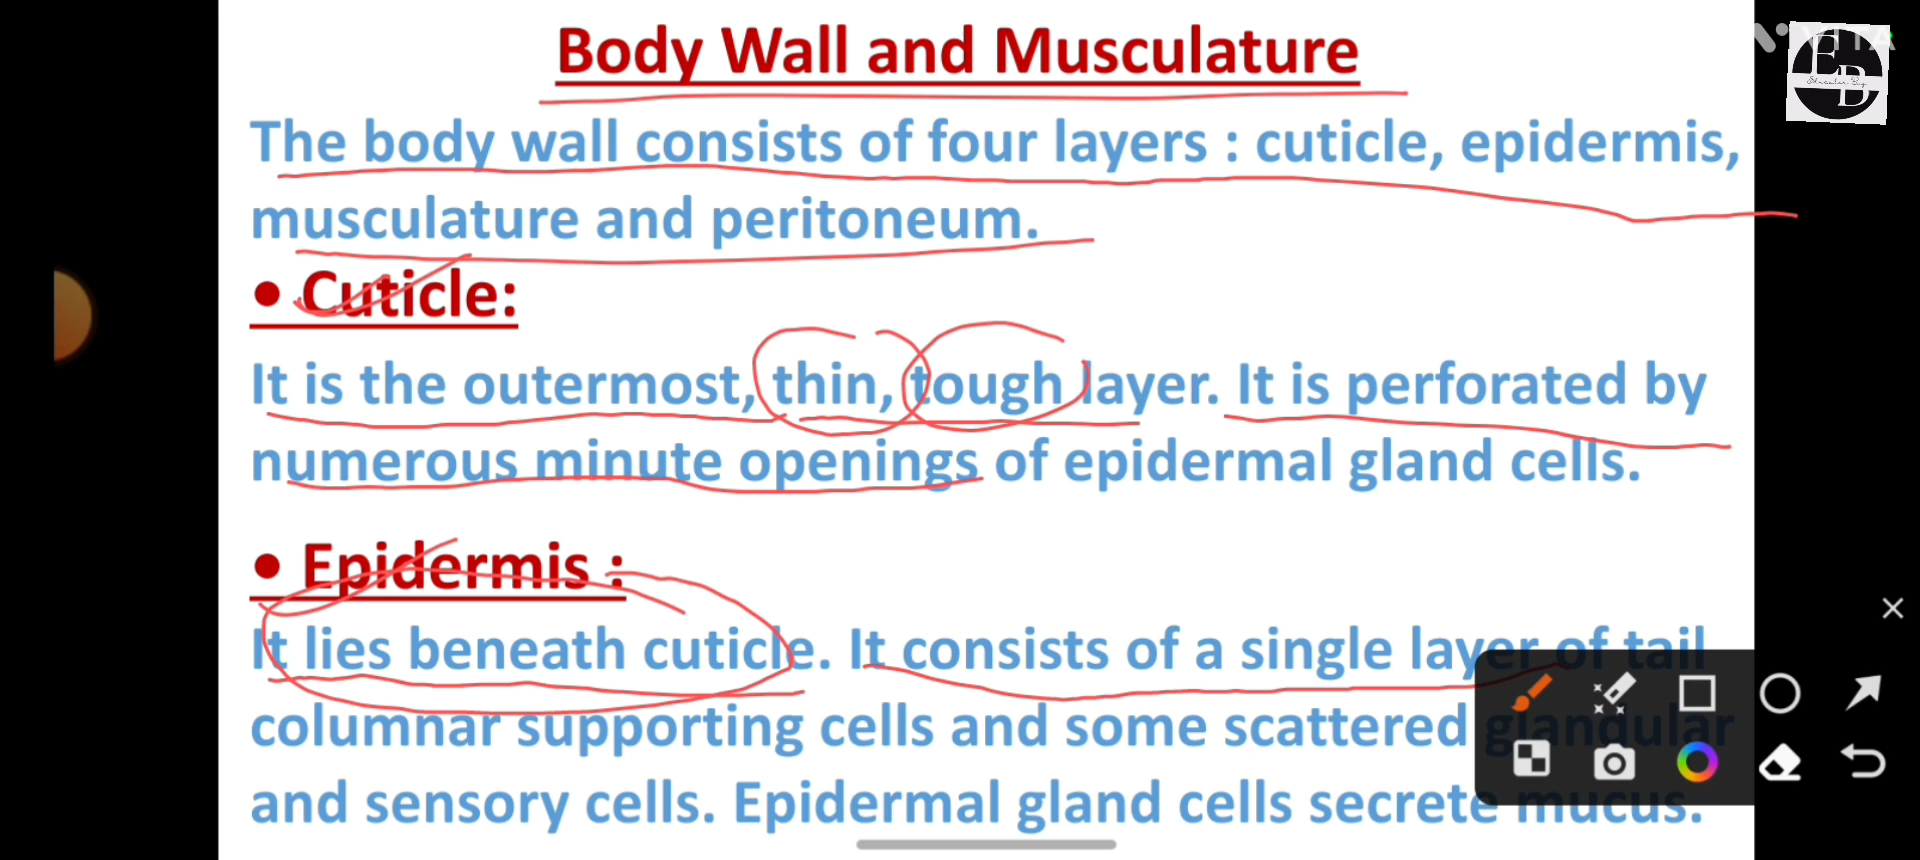 Body Wall and Musculature
The body wall consists of four layers : cuticle, epidermis,
musculature and peritoneum.
• Cuticle:
It is the outermost, thin, tough layer. It is perforated by
numerous minute openings of epidermal gland cells.
• Epidermis :
It lies beneath cuticle. It consists of a single layer of tail
columnar supporting cells and some scattered glandular
and sensory cells. Epidermal gland cells secrete mucus.
VITA
ED